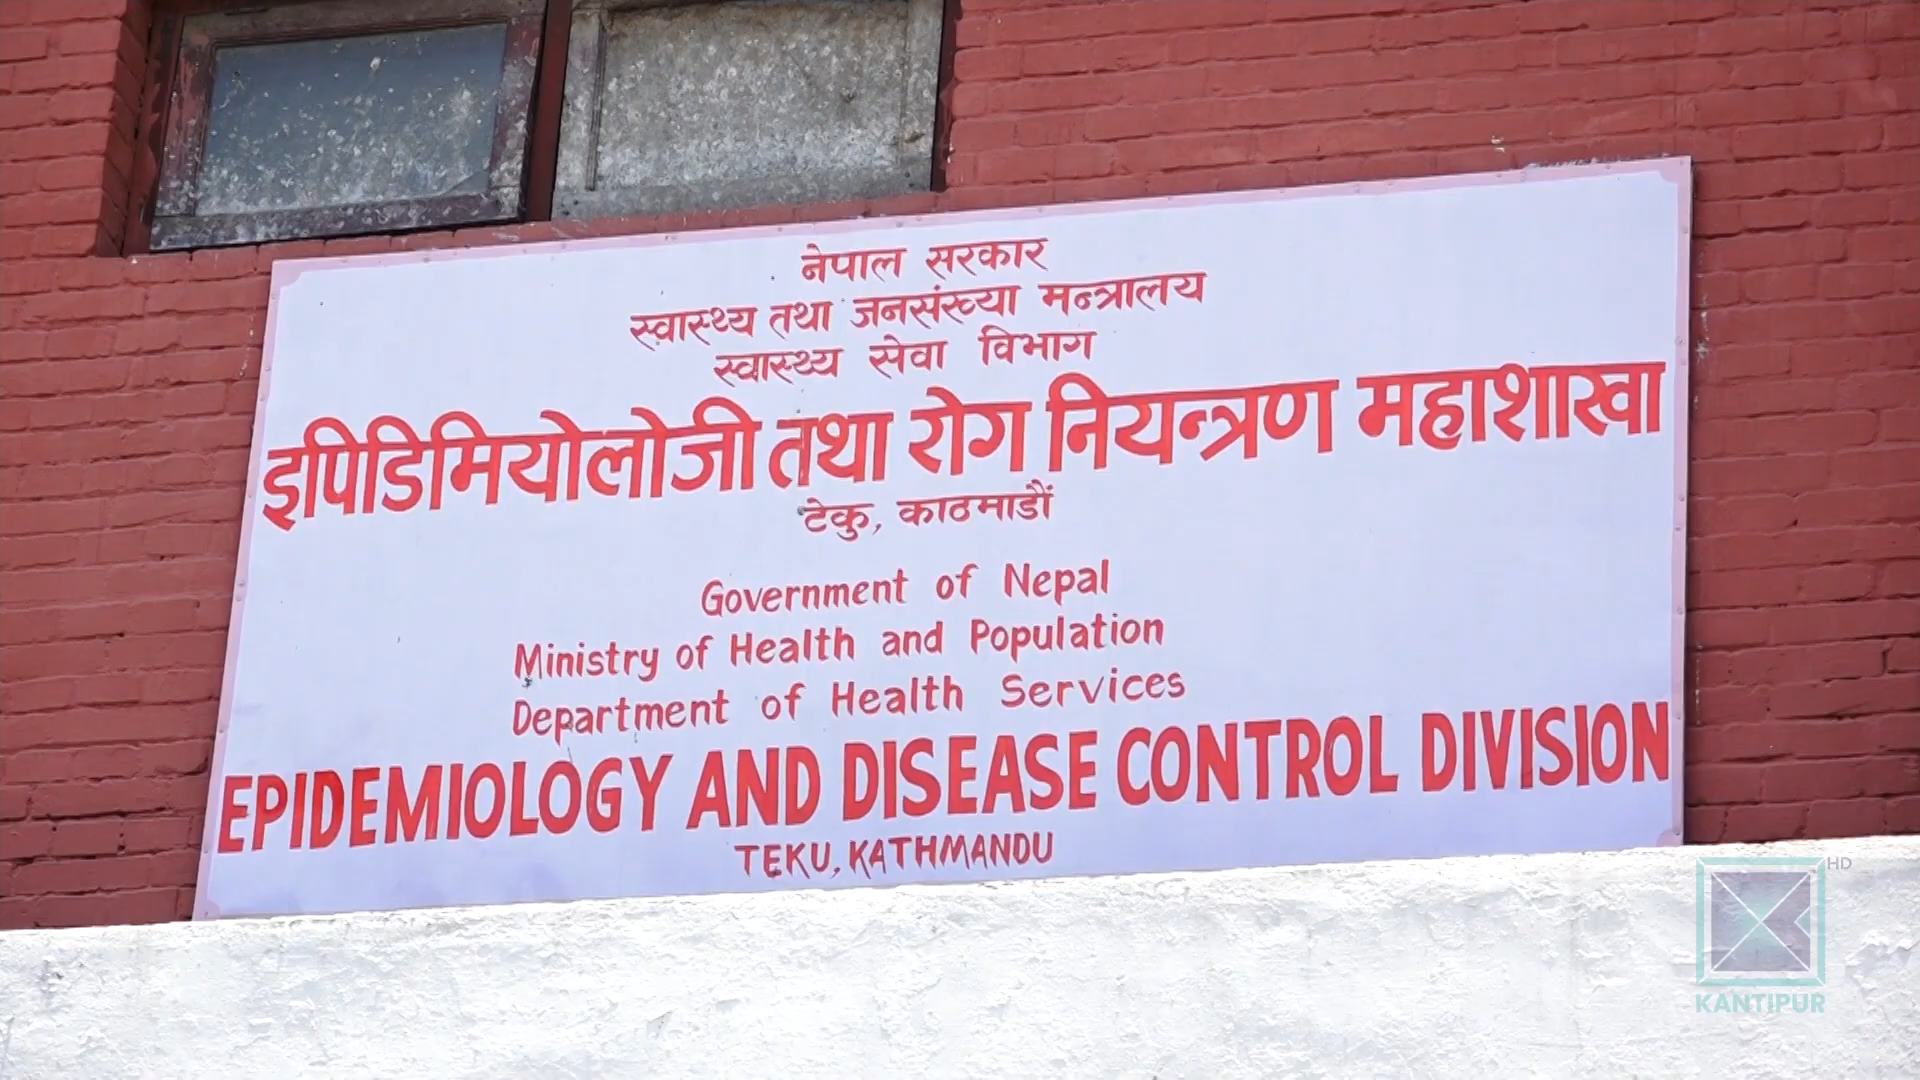 नेपाल सरकार
स्वास्थ्य तथा जनसंख्या मन्त्रालय
स्वास्थ्य सेवा विभाग
इपिडिमियोलोजी तथा रोग नियन्त्रण महाशाखा
टेकु, काठमाडौं
Government of Nepal
Ministry of Health and Population
Department of Health Services
EPIDEMIOLOGY AND DISEASE CONTROL DIVISION
TEKU, KATHMANDU
HD
KANTIPUR